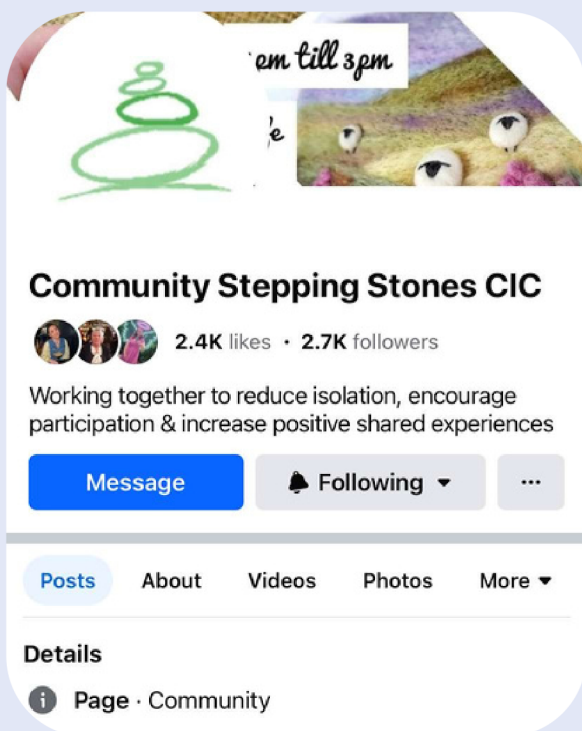 till 3pm
Community Stepping Stones CIC
2.4K likes · 2.7K followers
Working together to reduce isolation, encourage
participation & increase positive shared experiences
Message
Following
...
Posts
About
Videos
Photos
More
Details
Page · Community